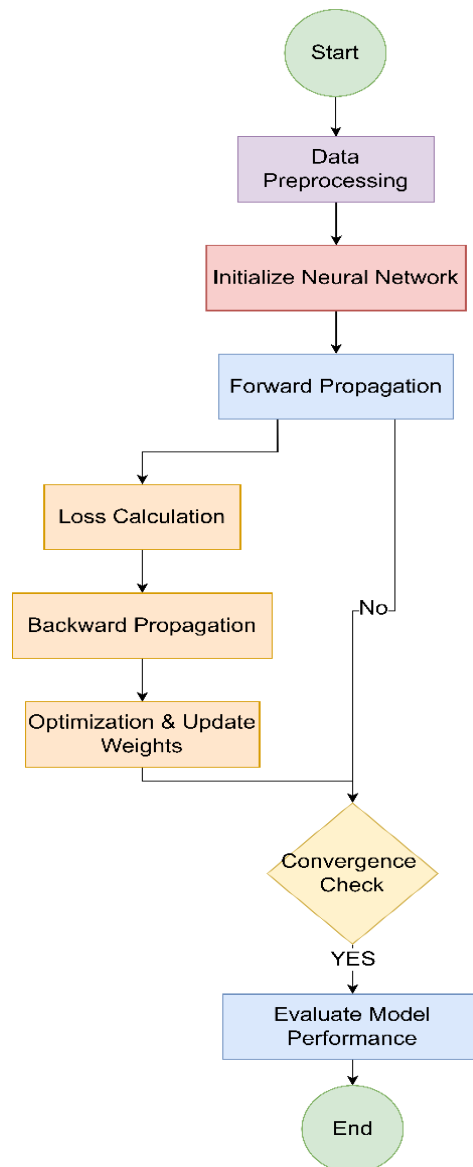 Start
Data
Preprocessing
Initialize Neural Network
Forward Propagation
Loss Calculation
Backward Propagation
No
Optimization & Update
Weights
Convergence
Check
YES
Evaluate Model
Performance
End